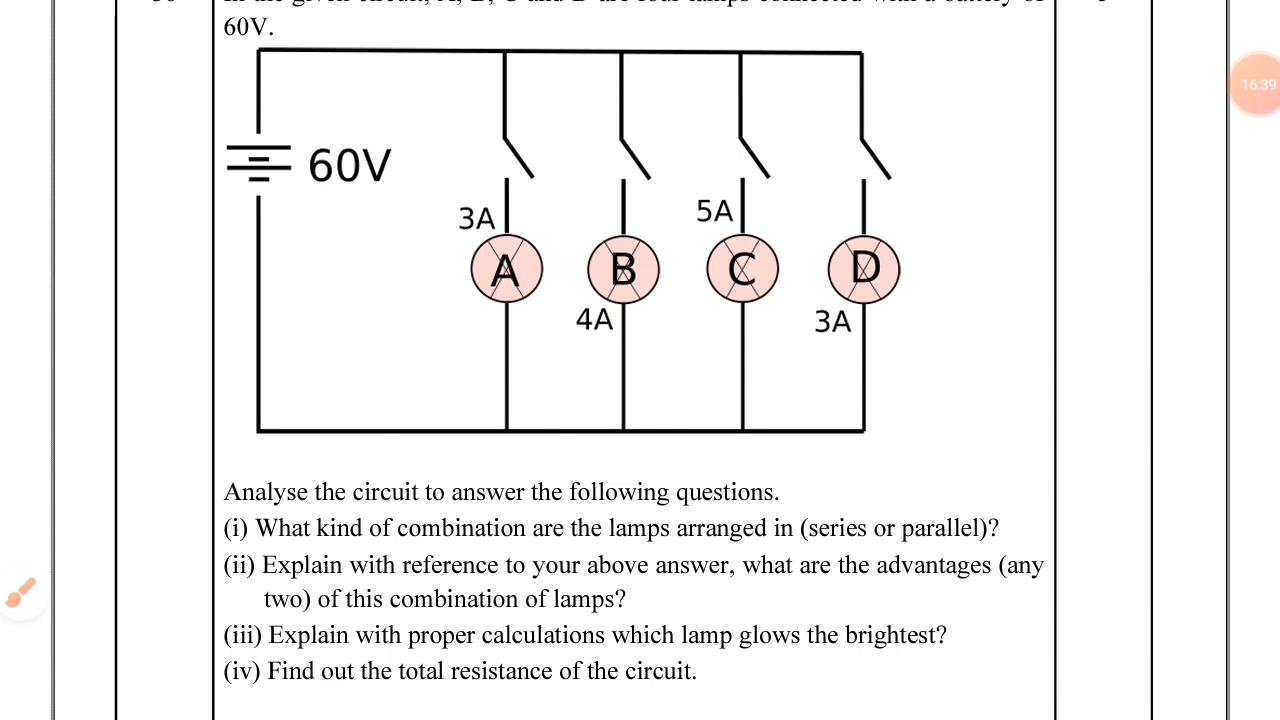 60V.
16:39
60V
3A
5A
A
B
C
D
4A
3A
Analyse the circuit to answer the following questions.
(i) What kind of combination are the lamps arranged in (series or parallel)?
(ii) Explain with reference to your above answer, what are the advantages (any
two) of this combination of lamps?
(iii) Explain with proper calculations which lamp glows the brightest?
(iv) Find out the total resistance of the circuit.